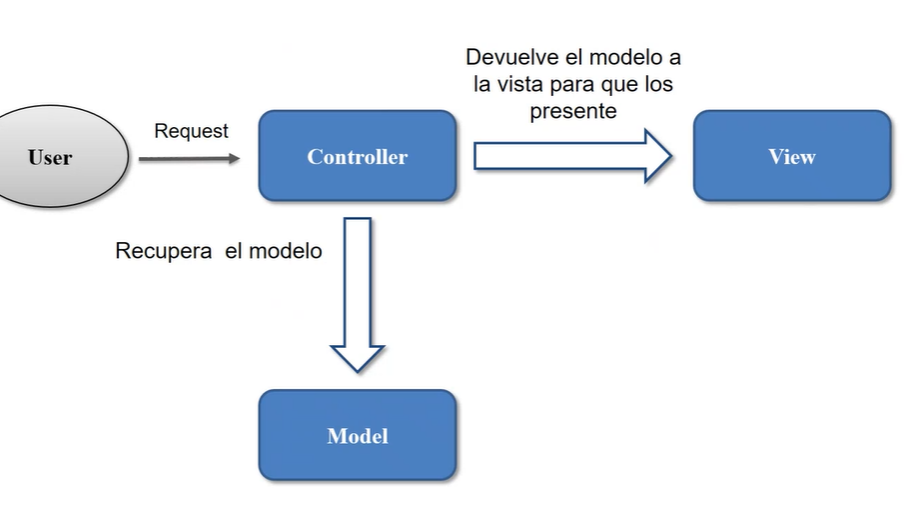 Devuelve el modelo a
la vista para que los
presente
User
Request
Controller
View
Recupera  el modelo
Model